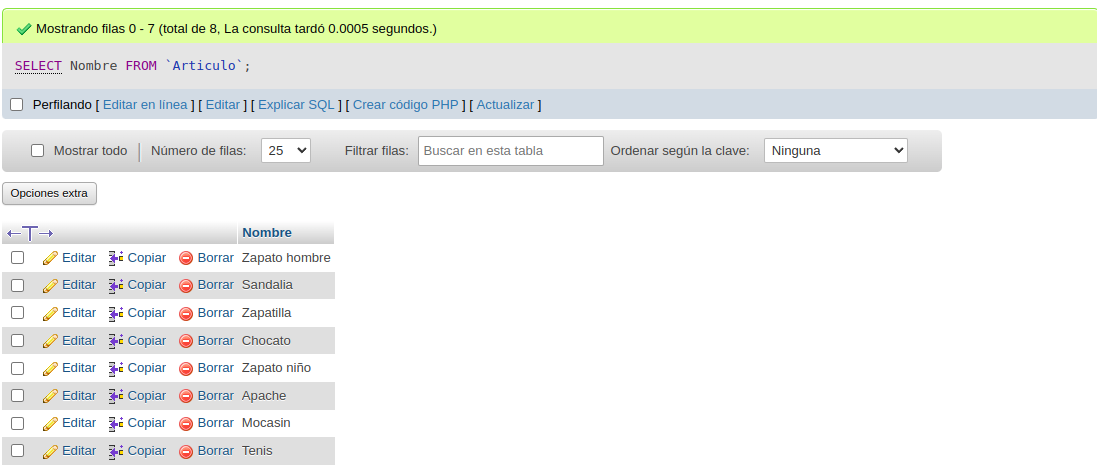 Mostrando filas 0 - 7 (total de 8, La consulta tardó 0.0005 segundos.)
SELECT Nombre FROM `Articulo`;
Perfilando [ Editar en línea ] [ Editar ] [ Explicar SQL ] [ Crear código PHP ] [ Actualizar ]
Mostrar todo | Número de filas: 25 Filtrar filas: Buscar en esta tabla Ordenar según la clave: Ninguna
Opciones extra
←T→ Nombre
Editar Copiar Borrar Zapato hombre
Editar Copiar Borrar Sandalia
Editar Copiar Borrar Zapatilla
Editar Copiar Borrar Chocato
Editar Copiar Borrar Zapato niño
Editar Copiar Borrar Apache
Editar Copiar Borrar Mocasin
Editar Copiar Borrar Tenis